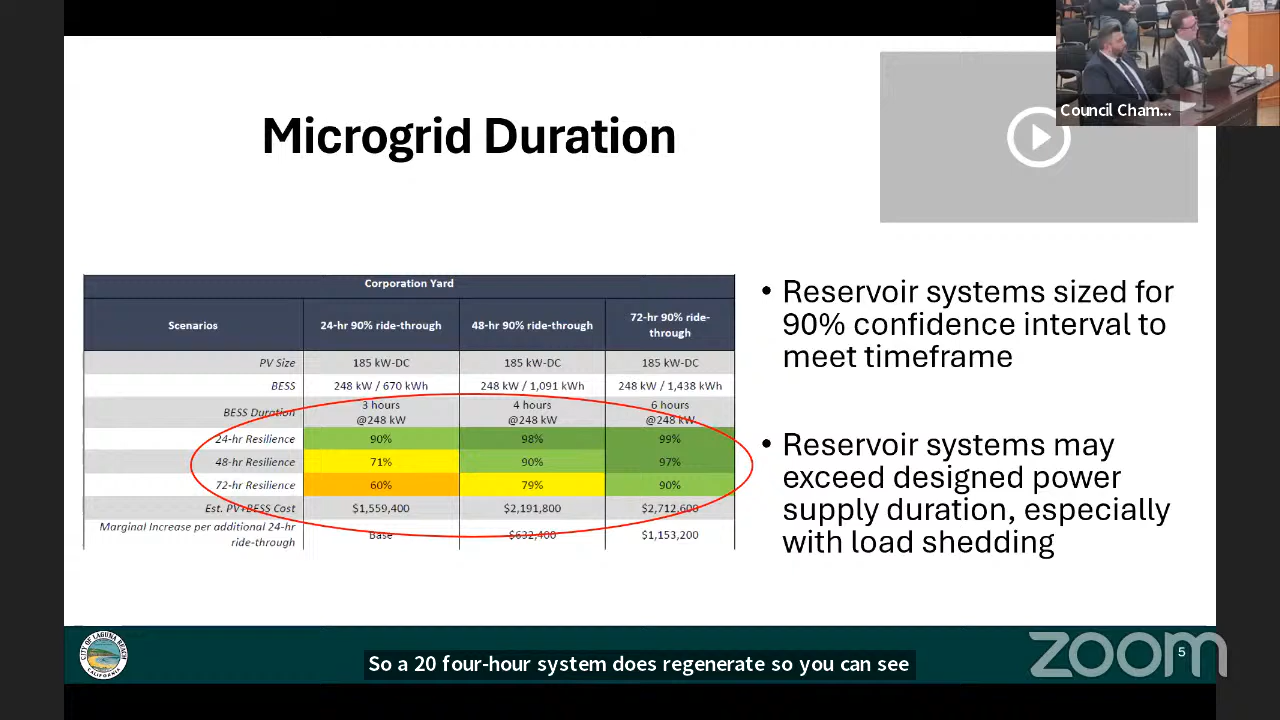 Council Cham...
Microgrid Duration
Corporation Yard
Scenarios 24-hr 90% ride-through 48-hr 90% ride-through 72-hr 90% ride-through
PV Size 185 kW-DC 185 kW-DC 185 kW-DC
BESS 248 kW / 670 kWh 248 kW / 1,091 kWh 248 kW / 1,438 kWh
BESS Duration 3 hours @248 kW 4 hours @248 kW 6 hours @248 kW
24-hr Resilience 90% 98% 99%
48-hr Resilience 71% 90% 97%
72-hr Resilience 60% 79% 90%
Est. PV+BESS Cost $1,559,400 $2,191,800 $2,712,600
Marginal Increase per additional 24-hr ride-through Base $632,400 $1,153,200
• Reservoir systems sized for
90% confidence interval to
meet timeframe
• Reservoir systems may
exceed designed power
supply duration, especially
with load shedding
CITY OF LAGUNA BEACH
CALIFORNIA
So a 20 four-hour system does regenerate so you can see
zoom
5